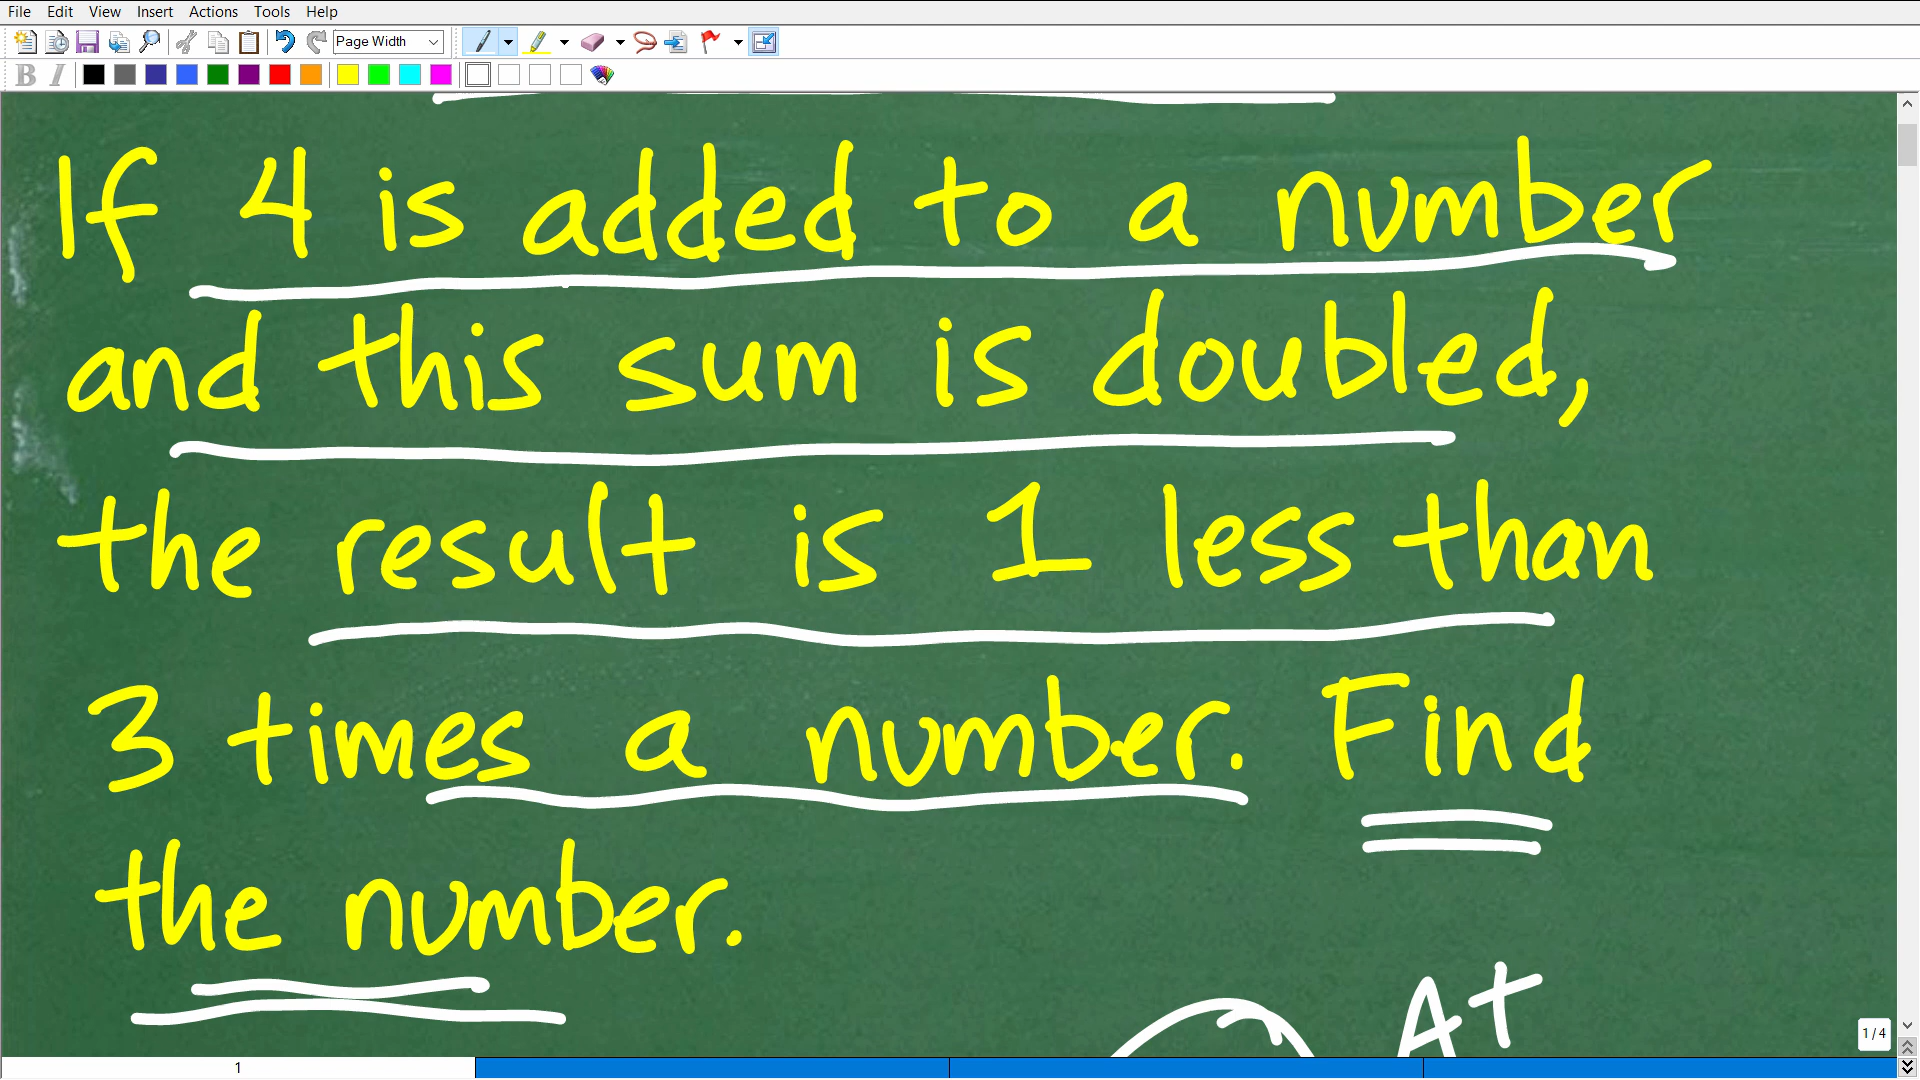 File Edit View Insert Actions Tools Help
Page Width
B I
If 4 is added to a number
and this sum is doubled,
the result is 1 less than
3 times a number. Find
the number.
A+
1 / 4
1